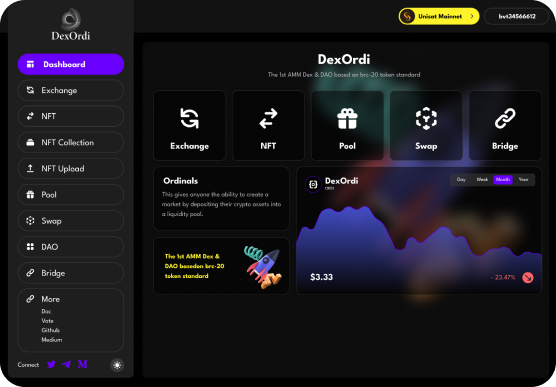 DexOrdi
Dashboard
Exchange
NFT
NFT Collection
NFT Upload
Pool
Swap
DAO
Bridge
More
Doc
Vote
Github
Medium
Connect
Unisat Mainnet
bvt34566612
DexOrdi
The 1st AMM Dex & DAO based on brc-20 token standard
Exchange
NFT
Pool
Swap
Bridge
Ordinals
This gives anyone the ability to create a
market by depositing their crypto assets into
a liquidity pool.
The 1st AMM Dex &
DAO basedon brc-20
token standard
DexOrdi
Day
Week
Month
Year
$3.33
- 23.47%